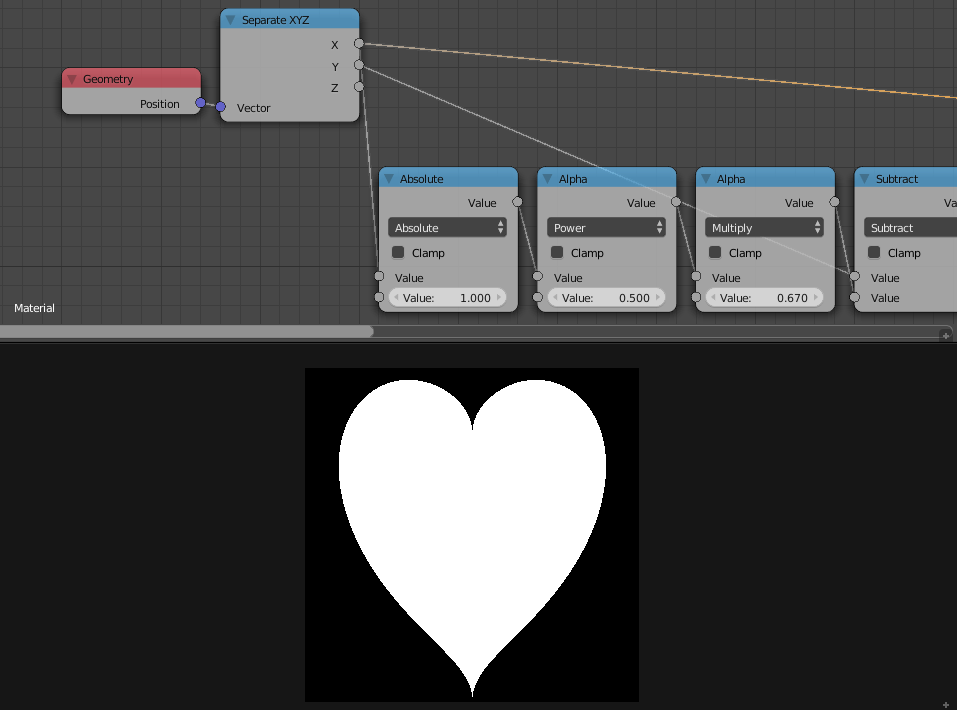 Separate XYZ
X
Y
Z
Vector
Geometry
Position
Absolute
Value
Absolute
Clamp
Value
Value: 1.000
Alpha
Value
Power
Clamp
Value
Value: 0.500
Alpha
Value
Multiply
Clamp
Value
Value: 0.670
Subtract
Va
Subtract
Clamp
Value
Value
Material